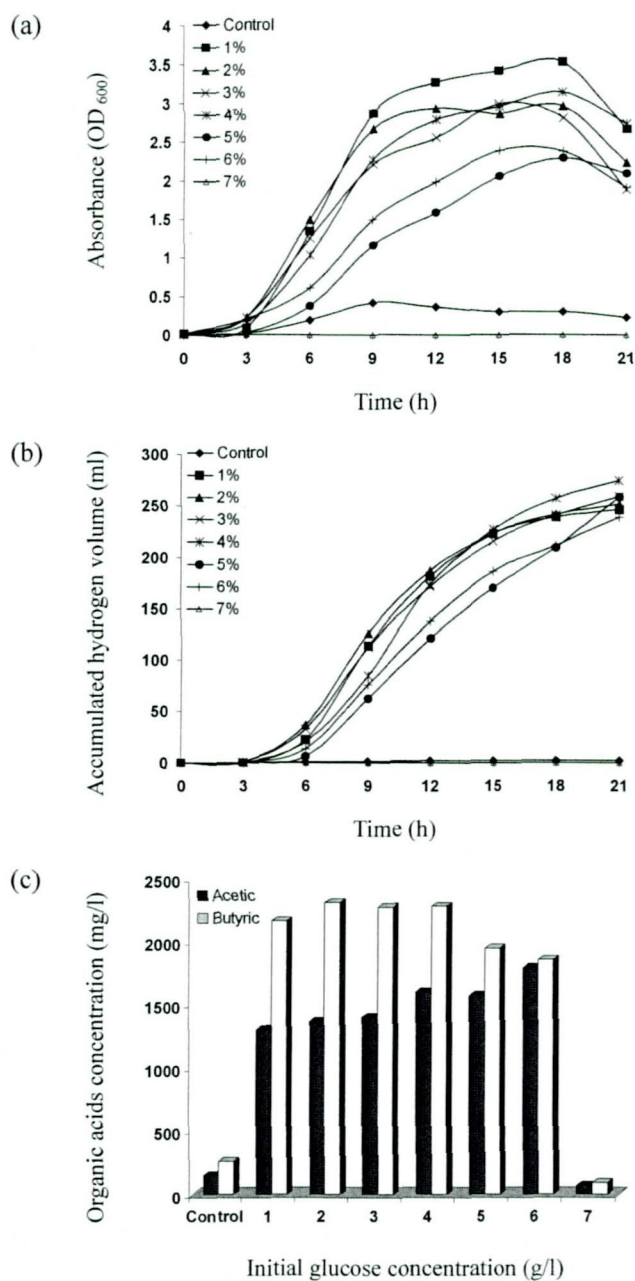 (a)
Absorbance (OD 600)
4
3.5
3
2.5
2
1.5
1
0.5
0
Control
1%
2%
3%
4%
5%
6%
7%
0 3 6 9 12 15 18 21
Time (h)
(b)
Accumulated hydrogen volume (ml)
300
250
200
150
100
50
0
Control
1%
2%
3%
4%
5%
6%
7%
0 3 6 9 12 15 18 21
Time (h)
(c)
Organic acids concentration (mg/l)
2500
2000
1500
1000
500
0
Acetic
Butyric
Control 1 2 3 4 5 6 7
Initial glucose concentration (g/l)